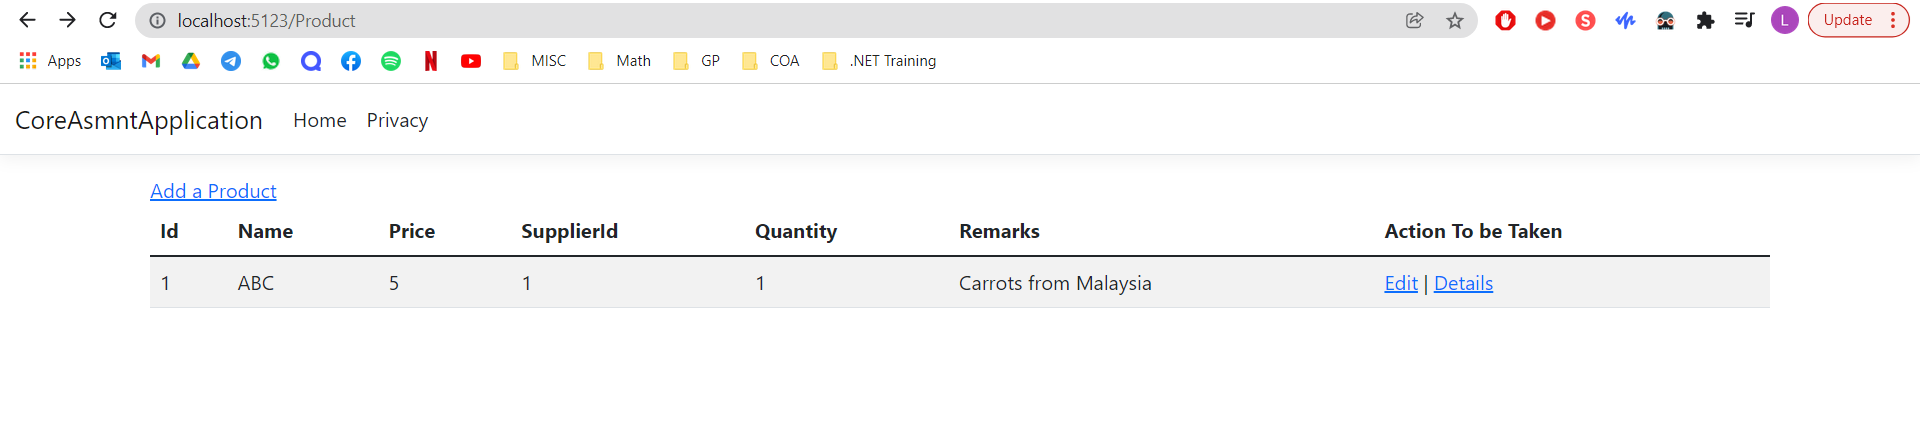 localhost:5123/Product
Update
Apps MISC Math GP COA .NET Training
CoreAsmntApplication Home Privacy
Add a Product
Id Name Price SupplierId Quantity Remarks Action To be Taken
1 ABC 5 1 1 Carrots from Malaysia Edit | Details